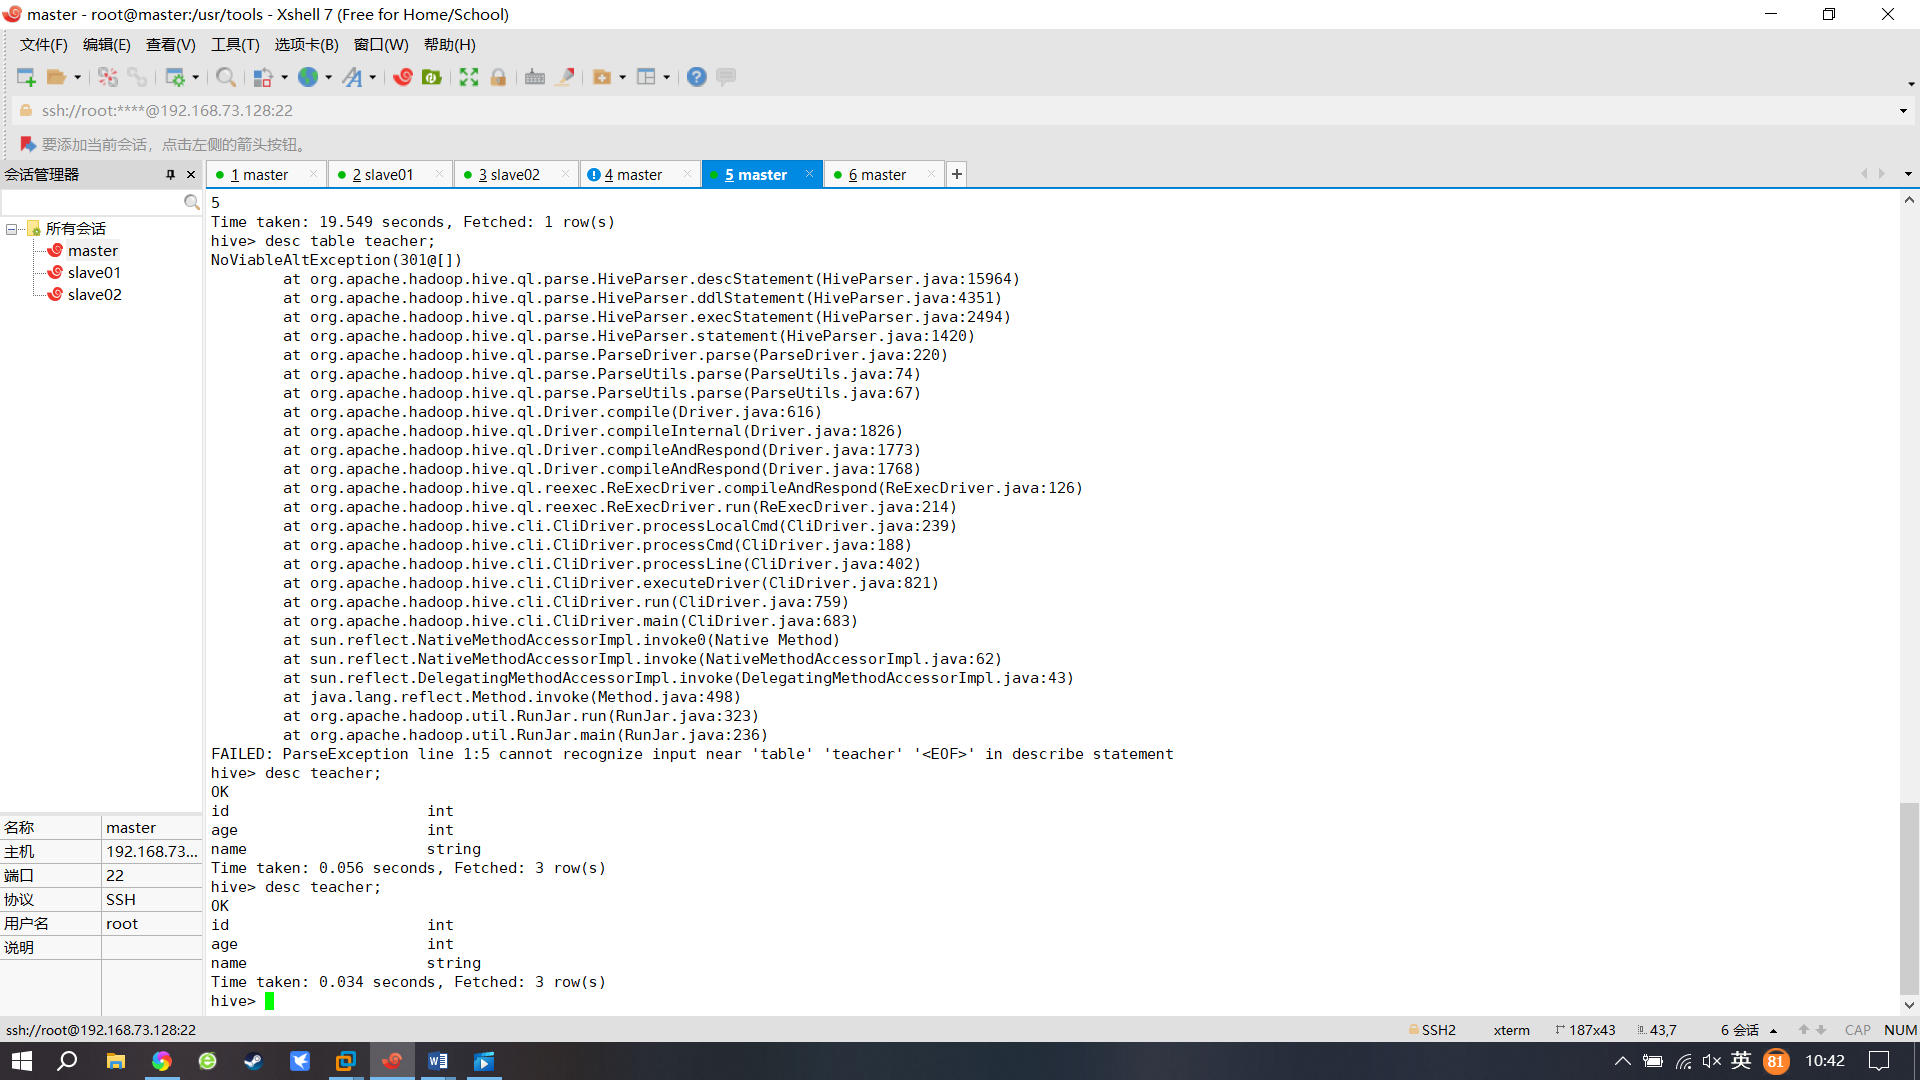 master - root@master:/usr/tools - Xshell 7 (Free for Home/School)
文件(F) 编辑(E) 查看(V) 工具(T) 选项卡(B) 窗口(W) 帮助(H)
ssh://root:****@192.168.73.128:22
要添加当前会话，点击左侧的箭头按钮。
会话管理器
1 master
2 slave01
3 slave02
4 master
5 master
6 master
所有会话
master
slave01
slave02
名称 master
主机 192.168.73...
端口 22
协议 SSH
用户名 root
说明
5
Time taken: 19.549 seconds, Fetched: 1 row(s)
hive> desc table teacher;
NoViableAltException(301@[])
at org.apache.hadoop.hive.ql.parse.HiveParser.descStatement(HiveParser.java:15964)
at org.apache.hadoop.hive.ql.parse.HiveParser.ddlStatement(HiveParser.java:4351)
at org.apache.hadoop.hive.ql.parse.HiveParser.execStatement(HiveParser.java:2494)
at org.apache.hadoop.hive.ql.parse.HiveParser.statement(HiveParser.java:1420)
at org.apache.hadoop.hive.ql.parse.ParseDriver.parse(ParseDriver.java:220)
at org.apache.hadoop.hive.ql.parse.ParseUtils.parse(ParseUtils.java:74)
at org.apache.hadoop.hive.ql.parse.ParseUtils.parse(ParseUtils.java:67)
at org.apache.hadoop.hive.ql.Driver.compile(Driver.java:616)
at org.apache.hadoop.hive.ql.Driver.compileInternal(Driver.java:1826)
at org.apache.hadoop.hive.ql.Driver.compileAndRespond(Driver.java:1773)
at org.apache.hadoop.hive.ql.Driver.compileAndRespond(Driver.java:1768)
at org.apache.hadoop.hive.ql.reexec.ReExecDriver.compileAndRespond(ReExecDriver.java:126)
at org.apache.hadoop.hive.ql.reexec.ReExecDriver.run(ReExecDriver.java:214)
at org.apache.hadoop.hive.cli.CliDriver.processLocalCmd(CliDriver.java:239)
at org.apache.hadoop.hive.cli.CliDriver.processCmd(CliDriver.java:188)
at org.apache.hadoop.hive.cli.CliDriver.processLine(CliDriver.java:402)
at org.apache.hadoop.hive.cli.CliDriver.executeDriver(CliDriver.java:821)
at org.apache.hadoop.hive.cli.CliDriver.run(CliDriver.java:759)
at org.apache.hadoop.hive.cli.CliDriver.main(CliDriver.java:683)
at sun.reflect.NativeMethodAccessorImpl.invoke0(Native Method)
at sun.reflect.NativeMethodAccessorImpl.invoke(NativeMethodAccessorImpl.java:62)
at sun.reflect.DelegatingMethodAccessorImpl.invoke(DelegatingMethodAccessorImpl.java:43)
at java.lang.reflect.Method.invoke(Method.java:498)
at org.apache.hadoop.util.RunJar.run(RunJar.java:323)
at org.apache.hadoop.util.RunJar.main(RunJar.java:236)
FAILED: ParseException line 1:5 cannot recognize input near 'table' 'teacher' '<EOF>' in describe statement
hive> desc teacher;
OK
id int
age int
name string
Time taken: 0.056 seconds, Fetched: 3 row(s)
hive> desc teacher;
OK
id int
age int
name string
Time taken: 0.034 seconds, Fetched: 3 row(s)
hive>
ssh://root@192.168.73.128:22 SSH2 xterm 187x43 43,7 6 会话 CAP NUM
英 81 10:42